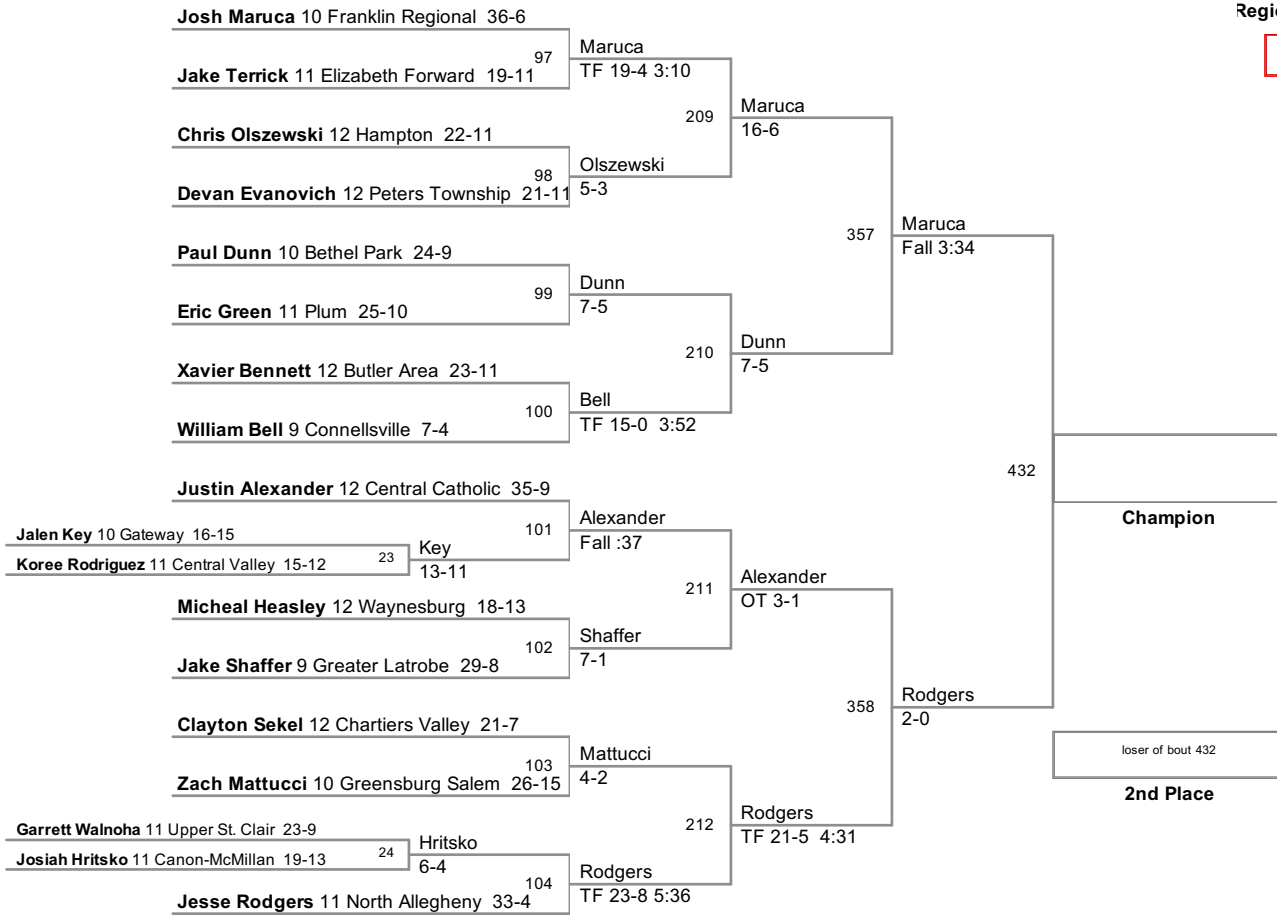 Regi
Josh Maruca 10 Franklin Regional 36-6
97
Maruca
TF 19-4 3:10
Jake Terrick 11 Elizabeth Forward 19-11
209
Maruca
16-6
Chris Olszewski 12 Hampton 22-11
98
Olszewski
5-3
Devan Evanovich 12 Peters Township 21-11
357
Maruca
Fall 3:34
Paul Dunn 10 Bethel Park 24-9
99
Dunn
7-5
Eric Green 11 Plum 25-10
210
Dunn
7-5
Xavier Bennett 12 Butler Area 23-11
100
Bell
TF 15-0 3:52
William Bell 9 Connellsville 7-4
432
Champion
Justin Alexander 12 Central Catholic 35-9
101
Alexander
Fall :37
Jalen Key 10 Gateway 16-15
23
Key
13-11
Koree Rodriguez 11 Central Valley 15-12
211
Alexander
OT 3-1
Micheal Heasley 12 Waynesburg 18-13
102
Shaffer
7-1
Jake Shaffer 9 Greater Latrobe 29-8
358
Rodgers
2-0
Clayton Sekel 12 Chartiers Valley 21-7
103
Mattucci
4-2
Zach Mattucci 10 Greensburg Salem 26-15
loser of bout 432
2nd Place
212
Rodgers
TF 21-5 4:31
Garrett Walnoha 11 Upper St. Clair 23-9
24
Hritsko
6-4
Josiah Hritsko 11 Canon-McMillan 19-13
104
Rodgers
TF 23-8 5:36
Jesse Rodgers 11 North Allegheny 33-4